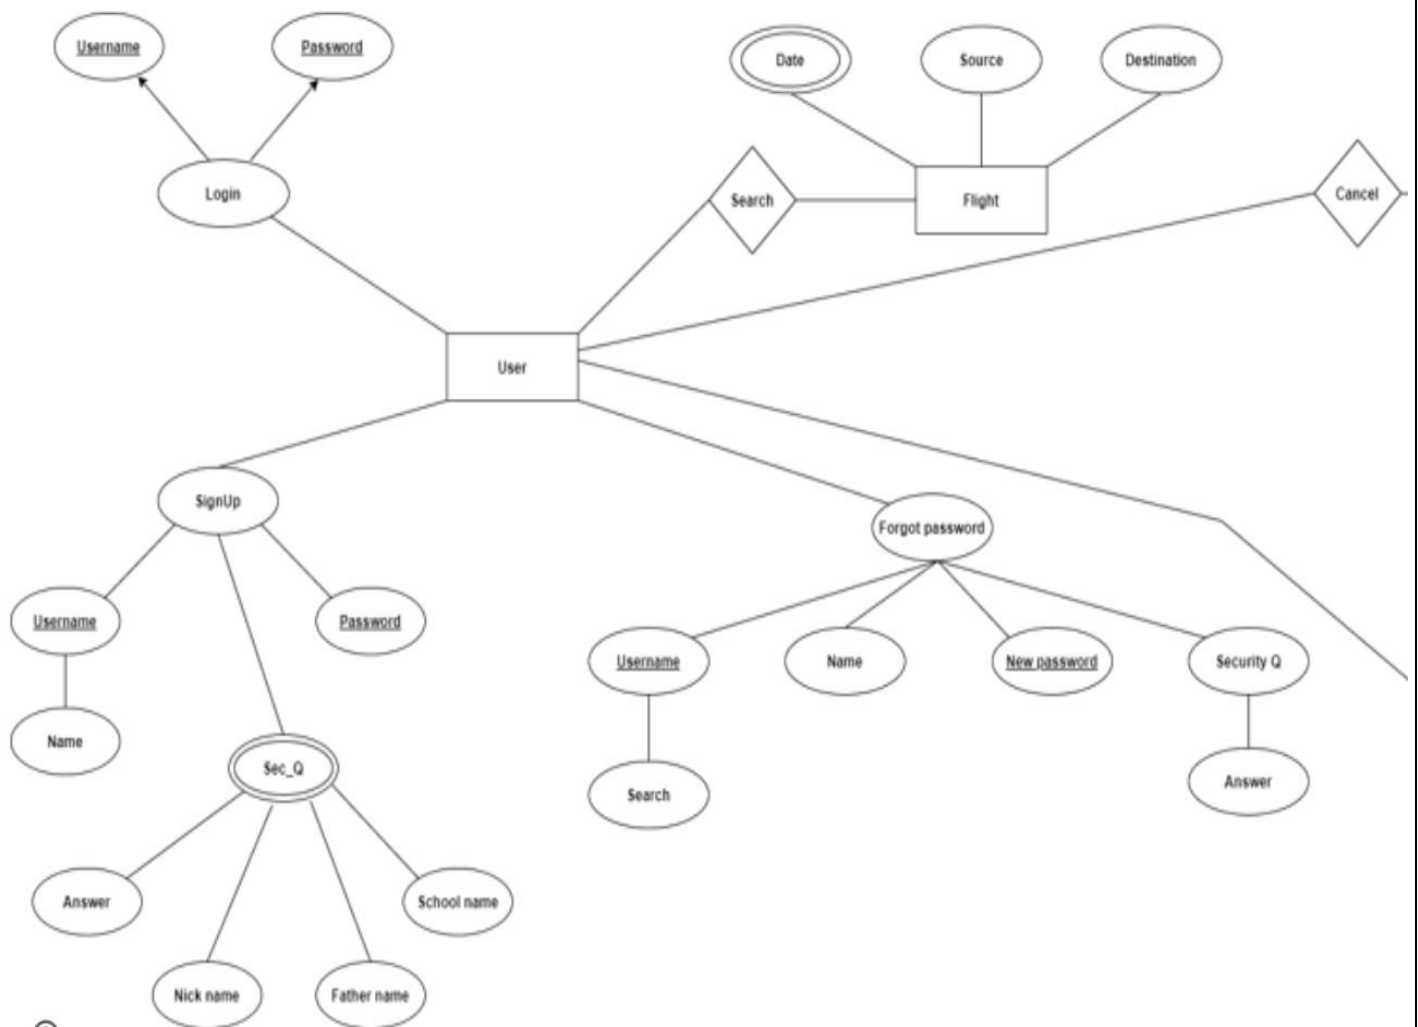 Username
Password
Date
Source
Destination
Login
Search
Flight
Cancel
User
SignUp
Forgot password
Username
Password
Username
Name
New password
Security Q
Name
Sec_Q
Search
Answer
Answer
School name
Nick name
Father name